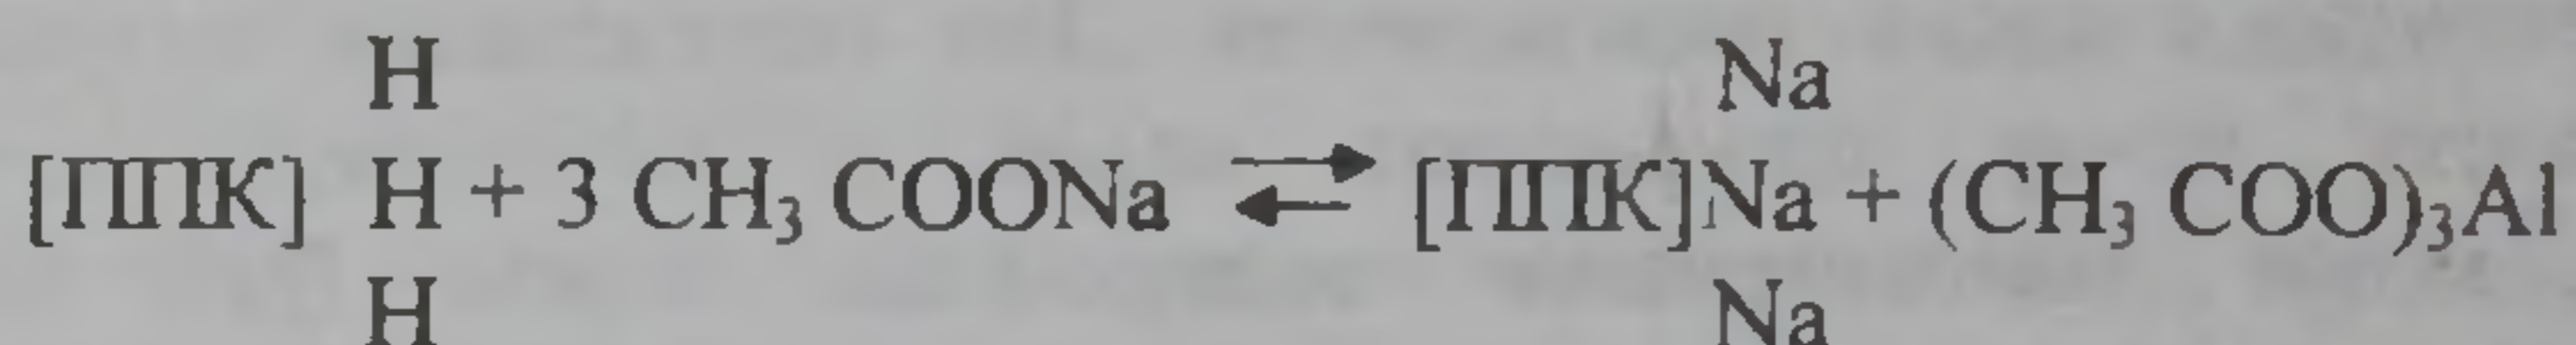 H Na
[ППК] H + 3 CH₃ COONa ⇄ [ППК]Na + (CH₃ COO)₃Al
H Na